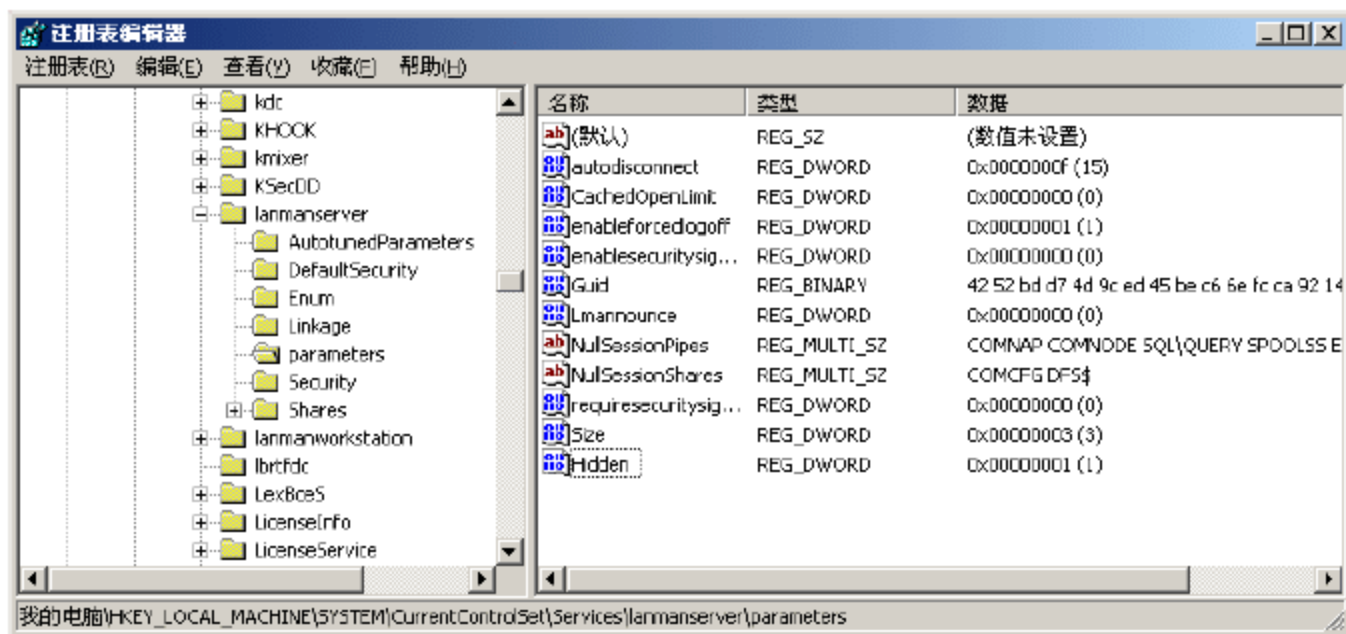 注册表编辑器
注册表(R) 编辑(E) 查看(V) 收藏(F) 帮助(H)
kdc
KHOOK
kmixer
KSecDD
lanmanserver
AutotunedParameters
DefaultSecurity
Enum
Linkage
parameters
Security
Shares
lanmanworkstation
lbrtfdc
LexBceS
LicenseInfo
LicenseService
名称 类型 数据
(默认) REG_SZ (数值未设置)
autodisconnect REG_DWORD 0x0000000f (15)
CachedOpenLimit REG_DWORD 0x00000000 (0)
enableforcedlogoff REG_DWORD 0x00000001 (1)
enablesecuritysig... REG_DWORD 0x00000000 (0)
Guid REG_BINARY 42 52 bd d7 4d 9c ed 45 be c6 6e fc ca 92 14
Lmannounce REG_DWORD 0x00000000 (0)
NullSessionPipes REG_MULTI_SZ COMNAP COMNODE SQL\QUERY SPOOLSS E
NullSessionShares REG_MULTI_SZ COMCFG DFS$
requiresecuritysig... REG_DWORD 0x00000000 (0)
Size REG_DWORD 0x00000003 (3)
Hidden REG_DWORD 0x00000001 (1)
我的电脑\HKEY_LOCAL_MACHINE\SYSTEM\CurrentControlSet\Services\lanmanserver\parameters